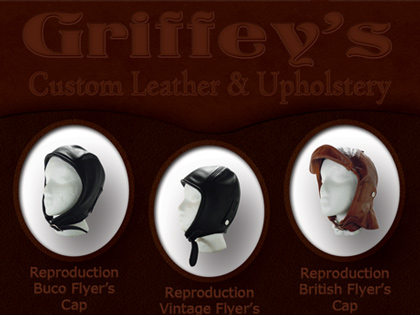 Griffey's
Custom Leather & Upholstery
Reproduction
Buco Flyer's
Cap
Reproduction
Vintage Flyer's
Reproduction
British Flyer's
Cap